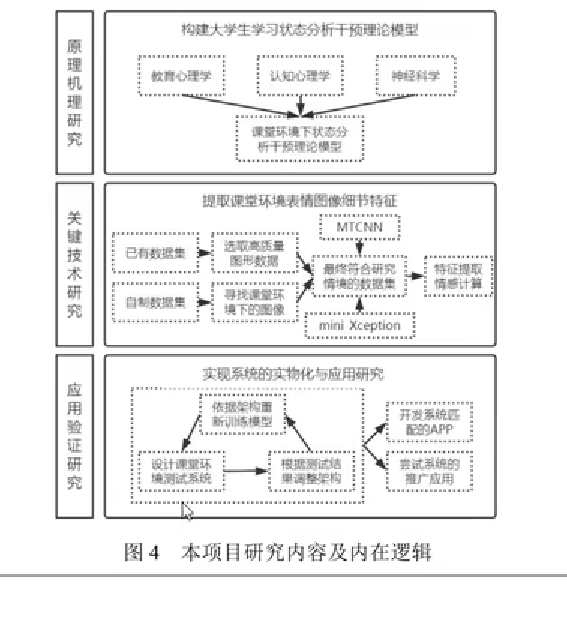 原理机理研究
构建大学生学习状态分析干预理论模型
教育心理学
认知心理学
神经科学
课堂环境下状态分
析干预理论模型
关键技术研究
提取课堂环境表情图像细节特征
MTCNN
已有数据集
选取高质量
图形数据
最终符合研究
情境的数据集
特征提取
情感计算
自制数据集
寻找课堂环
境下的图像
mini Xception
应用验证研究
实现系统的实物化与应用研究
依据架构重
新训练模型
设计课堂环
境测试系统
根据测试结
果调整架构
开发系统匹
配的APP
尝试系统的
推广应用
图 4 本项目研究内容及内在逻辑